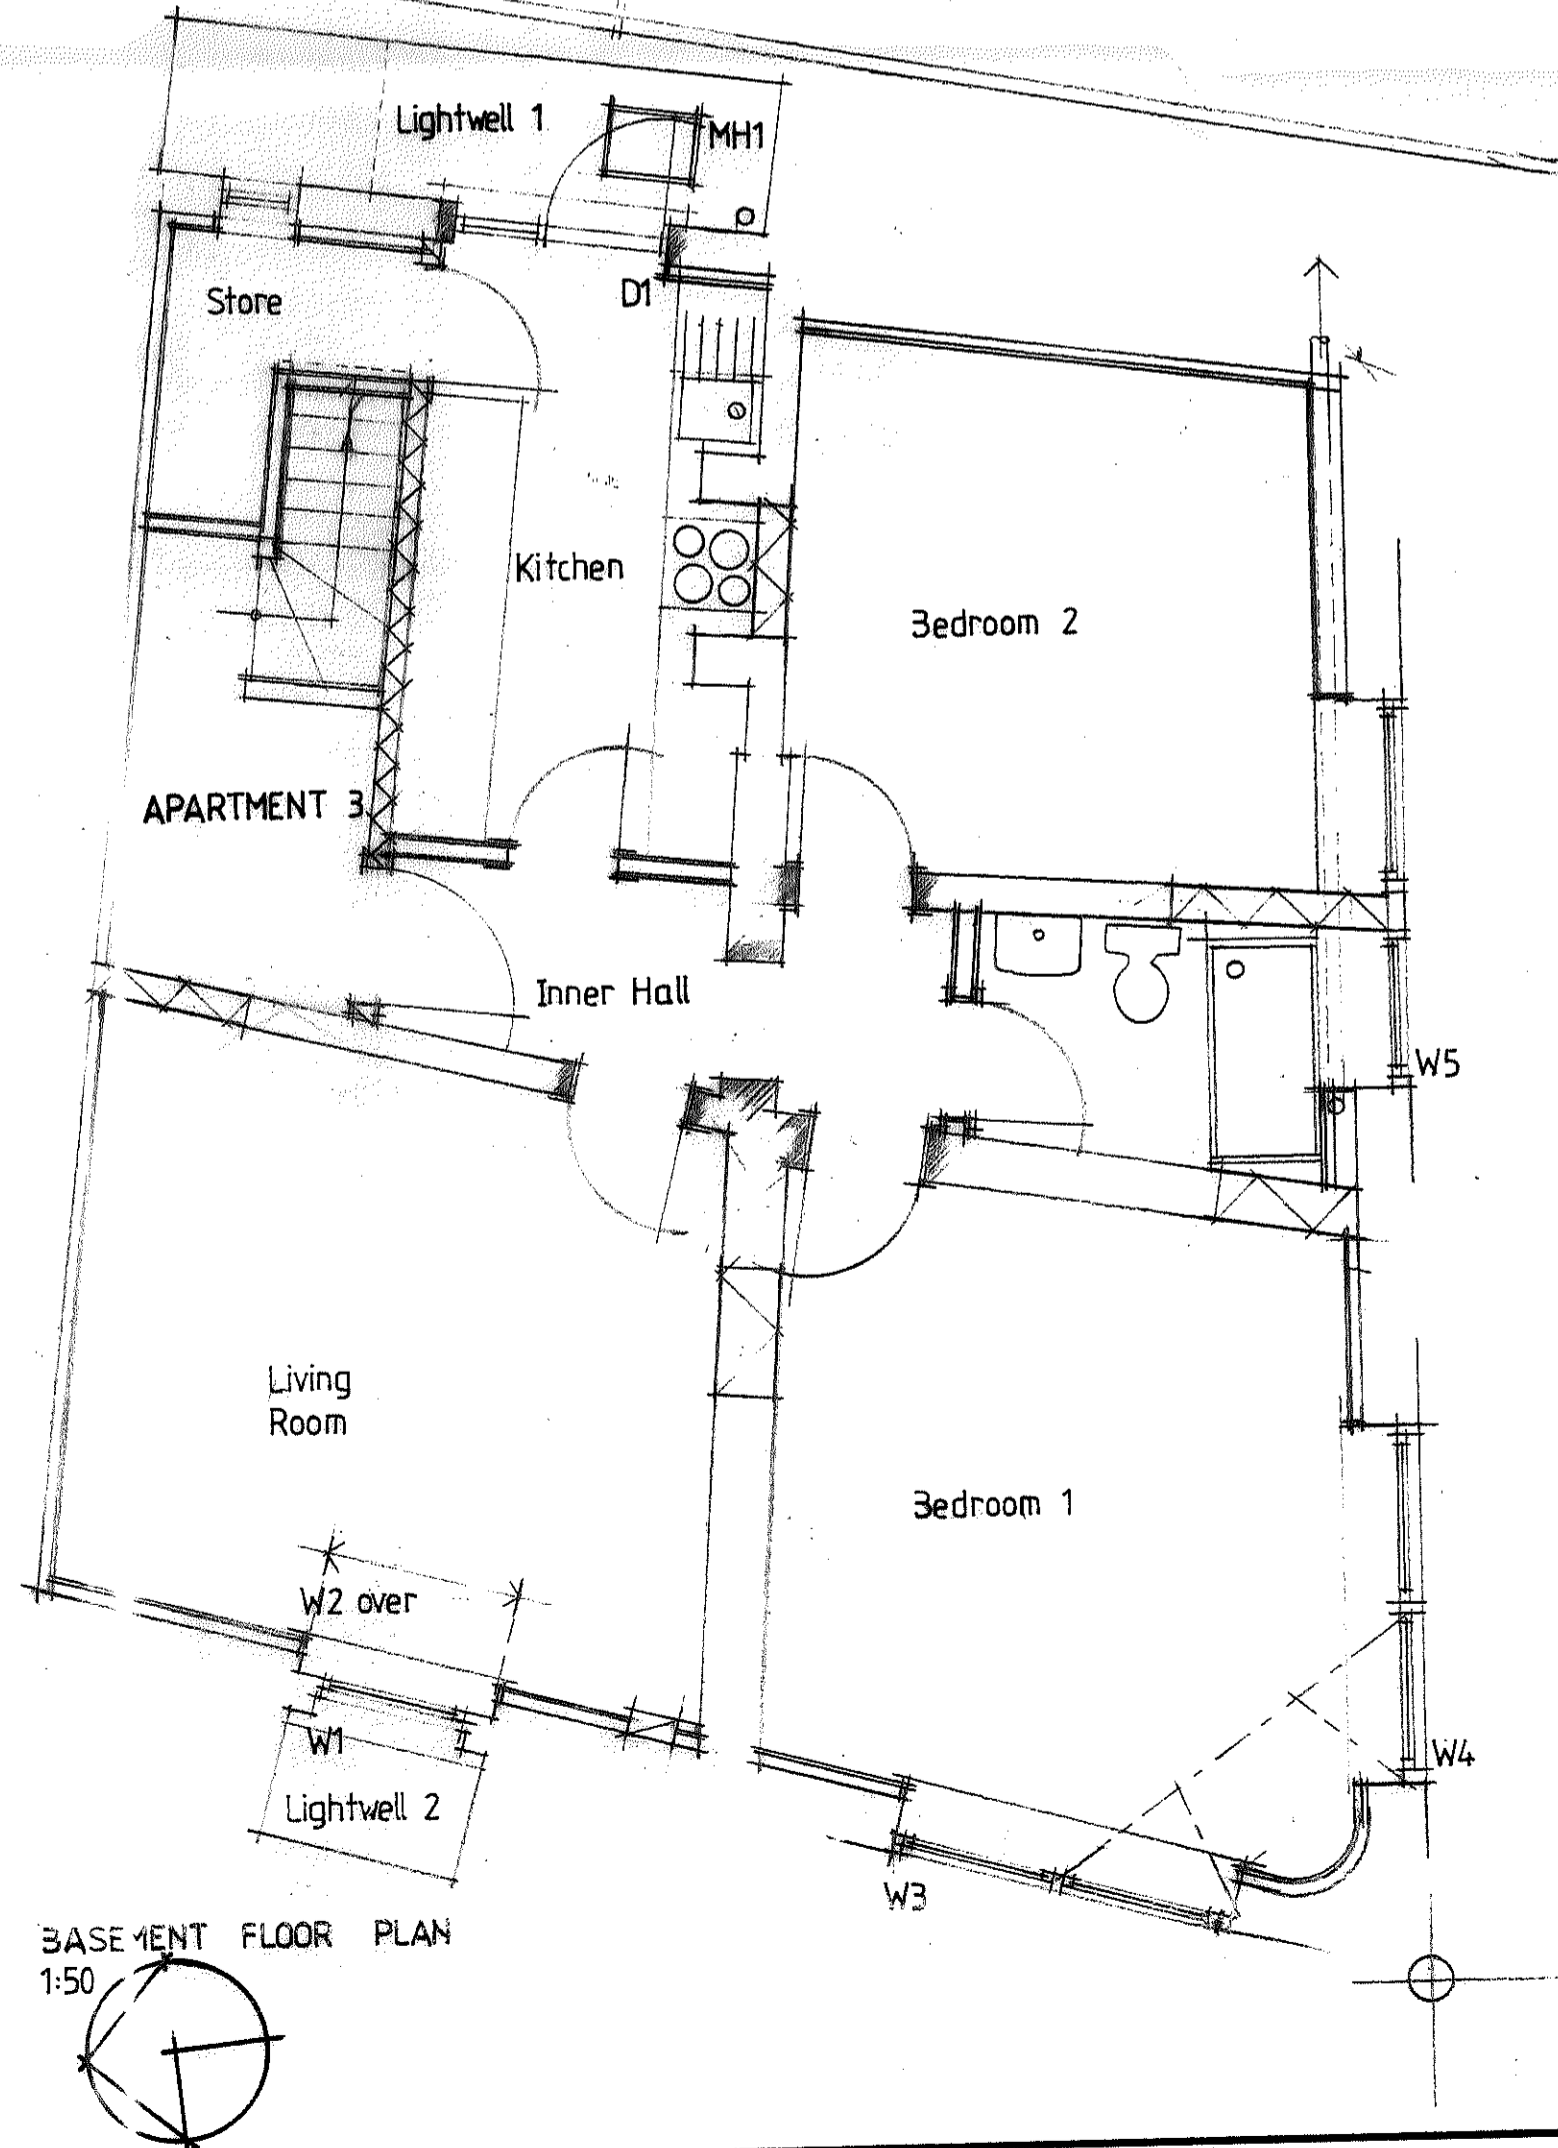 Lightwell 1
MH1
D1
Store
Kitchen
Bedroom 2
APARTMENT 3
Inner Hall
W5
Living
Room
Bedroom 1
W2 over
W1
W4
Lightwell 2
W3
BASEMENT FLOOR PLAN
1:50